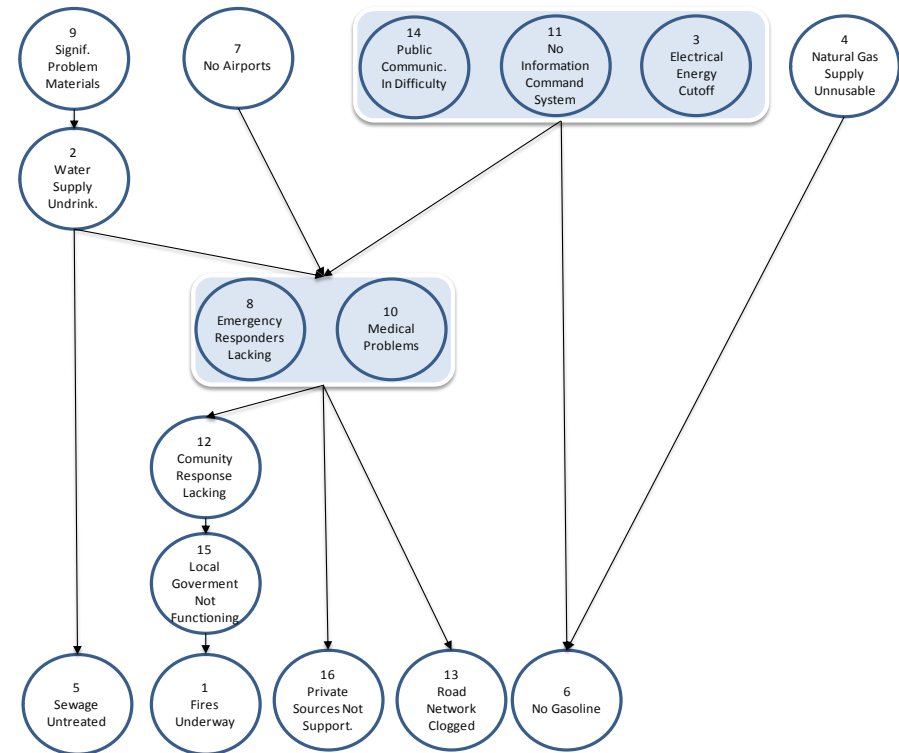 9
Signif.
Problem
Materials
7
No Airports
14
Public
Communic.
In Difficulty
11
No
Information
Command
System
3
Electrical
Energy
Cutoff
4
Natural Gas
Supply
Unnusable
2
Water
Supply
Undrink.
8
Emergency
Responders
Lacking
10
Medical
Problems
12
Comunity
Response
Lacking
15
Local
Goverment
Not
Functioning
5
Sewage
Untreated
1
Fires
Underway
16
Private
Sources Not
Support.
13
Road
Network
Clogged
6
No Gasoline